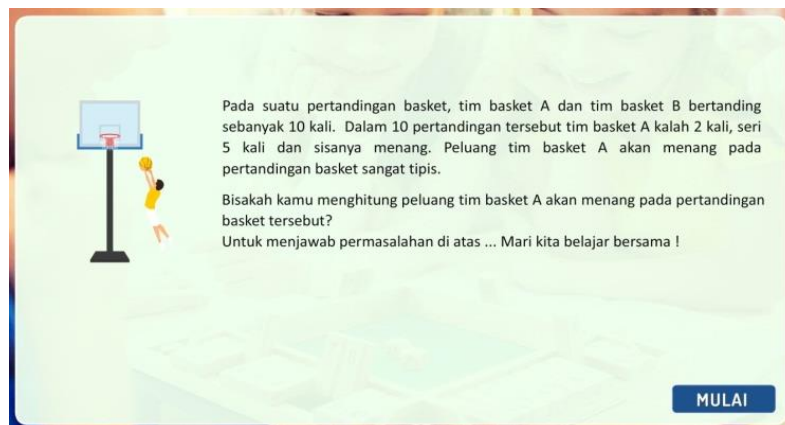 Pada suatu pertandingan basket, tim basket A dan tim basket B bertanding
sebanyak 10 kali. Dalam 10 pertandingan tersebut tim basket A kalah 2 kali, seri
5 kali dan sisanya menang. Peluang tim basket A akan menang pada
pertandingan basket sangat tipis.
Bisakah kamu menghitung peluang tim basket A akan menang pada pertandingan
basket tersebut?
Untuk menjawab permasalahan di atas ... Mari kita belajar bersama !
MULAI